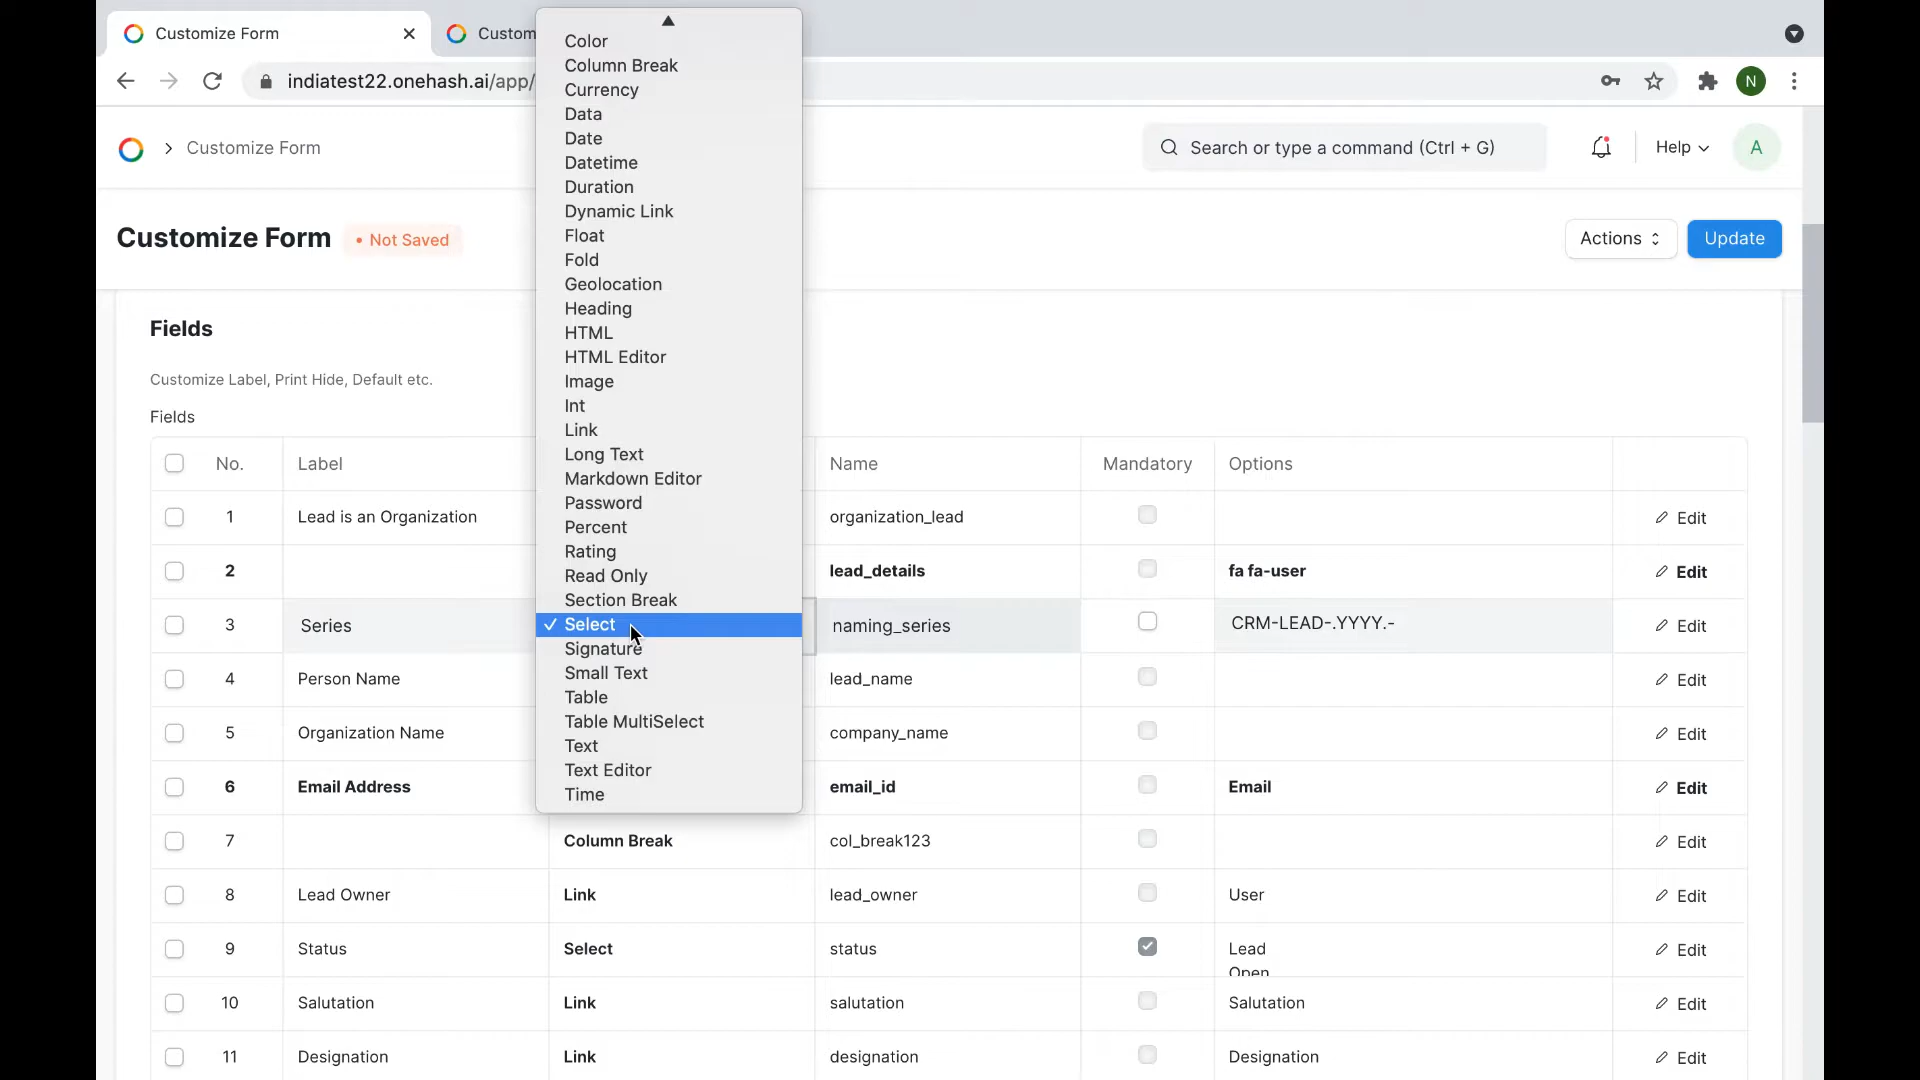 Customize Form
Custom
indiatest22.onehash.ai/app/
N
Customize Form
Search or type a command (Ctrl + G)
Help
A
Customize Form
• Not Saved
Actions
Update
Fields
Customize Label, Print Hide, Default etc.
Fields
No. Label Name Mandatory Options
1 Lead is an Organization organization_lead Edit
2 lead_details fa fa-user Edit
3 Series naming_series CRM-LEAD-.YYYY.- Edit
4 Person Name lead_name Edit
5 Organization Name company_name Edit
6 Email Address email_id Email Edit
7 Column Break col_break123 Edit
8 Lead Owner Link lead_owner User Edit
9 Status Select status Lead Edit
Open
10 Salutation Link salutation Salutation Edit
11 Designation Link designation Designation Edit
Color
Column Break
Currency
Data
Date
Datetime
Duration
Dynamic Link
Float
Fold
Geolocation
Heading
HTML
HTML Editor
Image
Int
Link
Long Text
Markdown Editor
Password
Percent
Rating
Read Only
Section Break
✓ Select
Signature
Small Text
Table
Table MultiSelect
Text
Text Editor
Time